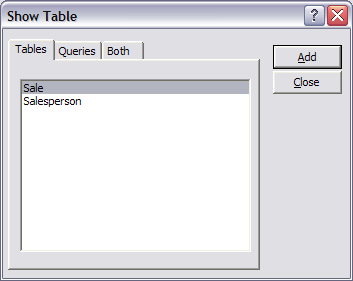 Show Table
Tables Queries Both
Add
Close
Sale
Salesperson